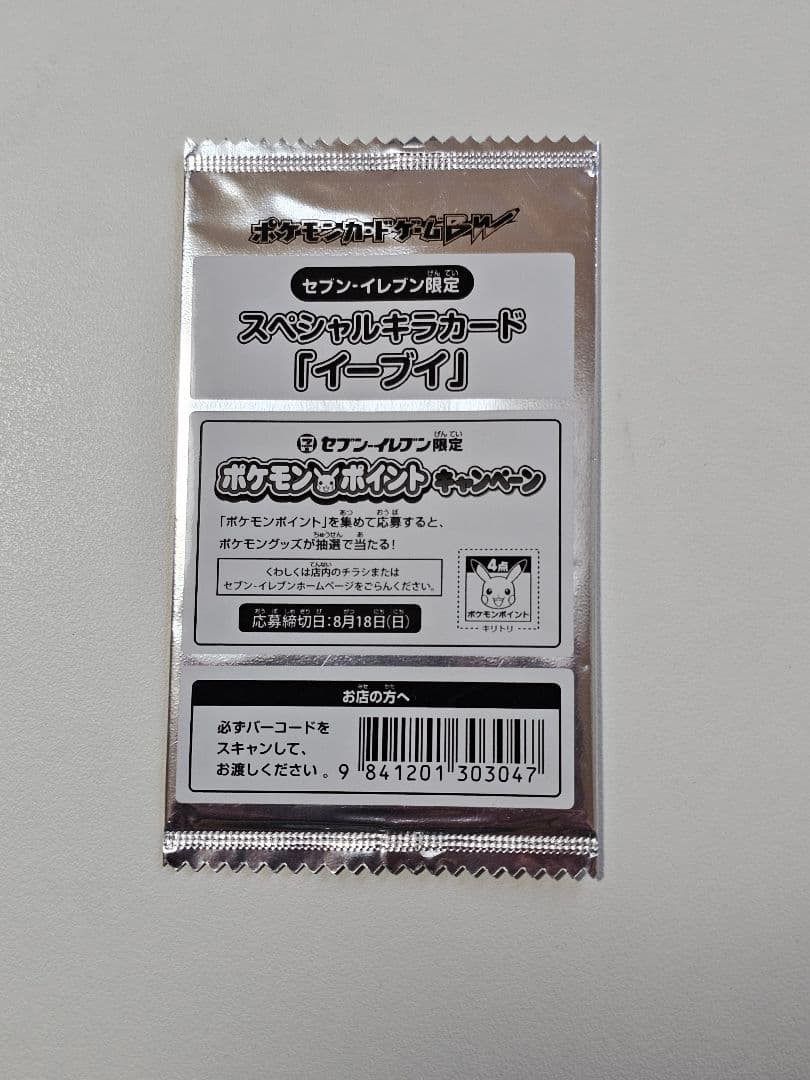 ポケモンカードゲームBW
セブン-イレブン限定
スペシャルキラカード
「イーブイ」
セブン-イレブン限定
ポケモンポイントキャンペーン
「ポケモンポイント」を集めて応募すると、
ポケモングッズが抽選で当たる!
くわしくは店内のチラシまたは
セブン-イレブンホームページをごらんください。
応募締切日:8月18日(日)
4点
ポケモンポイント
キリトリ
お店の方へ
必ずバーコードを
スキャンして、
お渡しください。
9 841201 303047